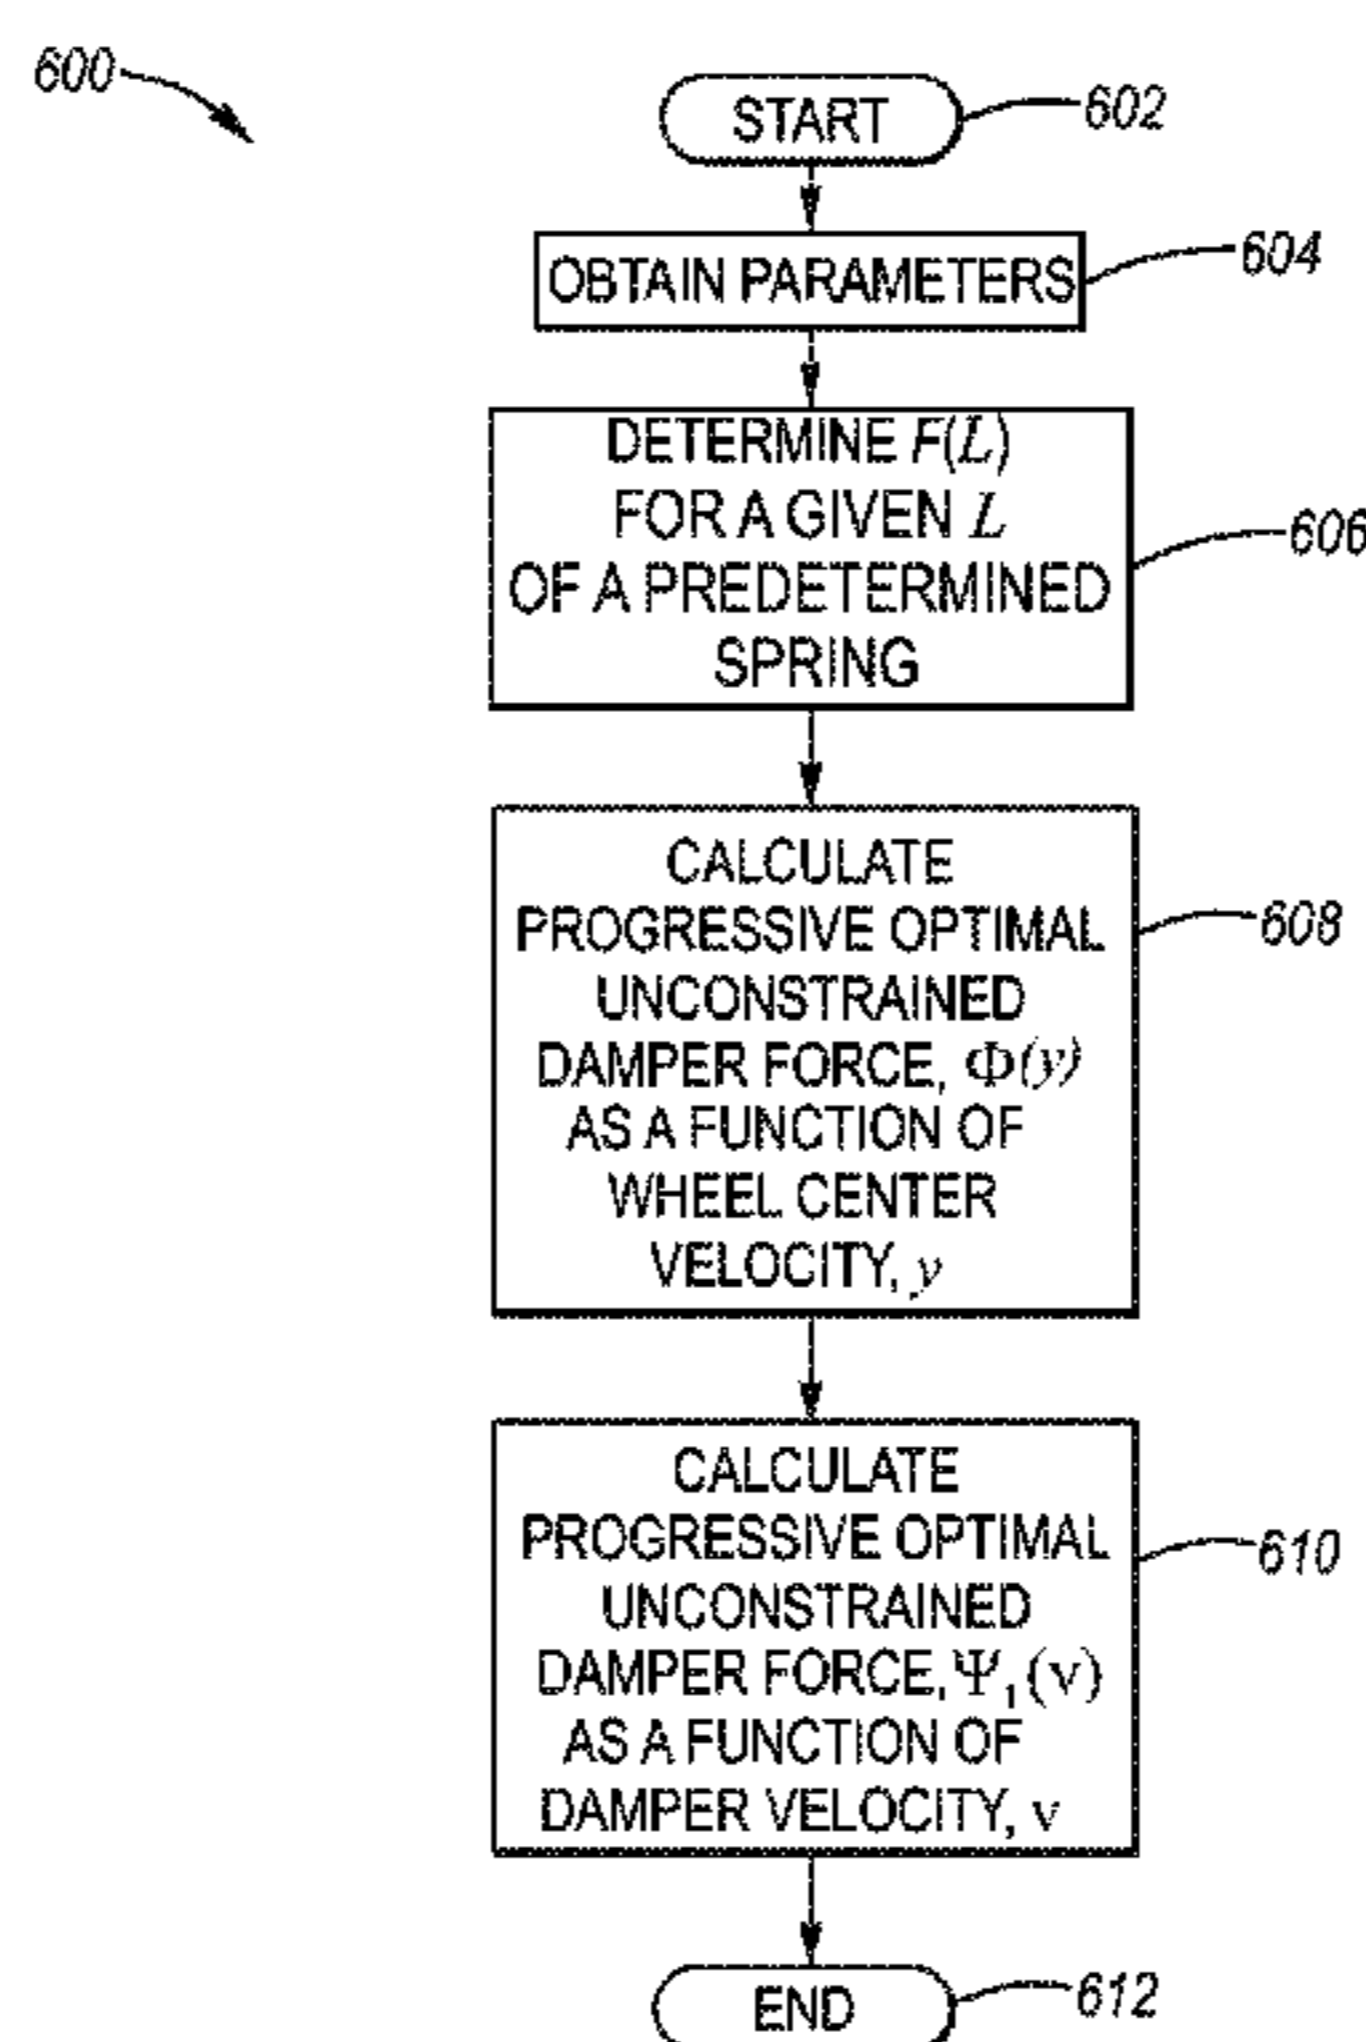 600
START
602
OBTAIN PARAMETERS
604
DETERMINE F(L)
FOR A GIVEN L
OF A PREDETERMINED
SPRING
606
CALCULATE
PROGRESSIVE OPTIMAL
UNCONSTRAINED
DAMPER FORCE, Φ(y)
AS A FUNCTION OF
WHEEL CENTER
VELOCITY, y
608
CALCULATE
PROGRESSIVE OPTIMAL
UNCONSTRAINED
DAMPER FORCE, Ψ₁(v)
AS A FUNCTION OF
DAMPER VELOCITY, v
610
END
612